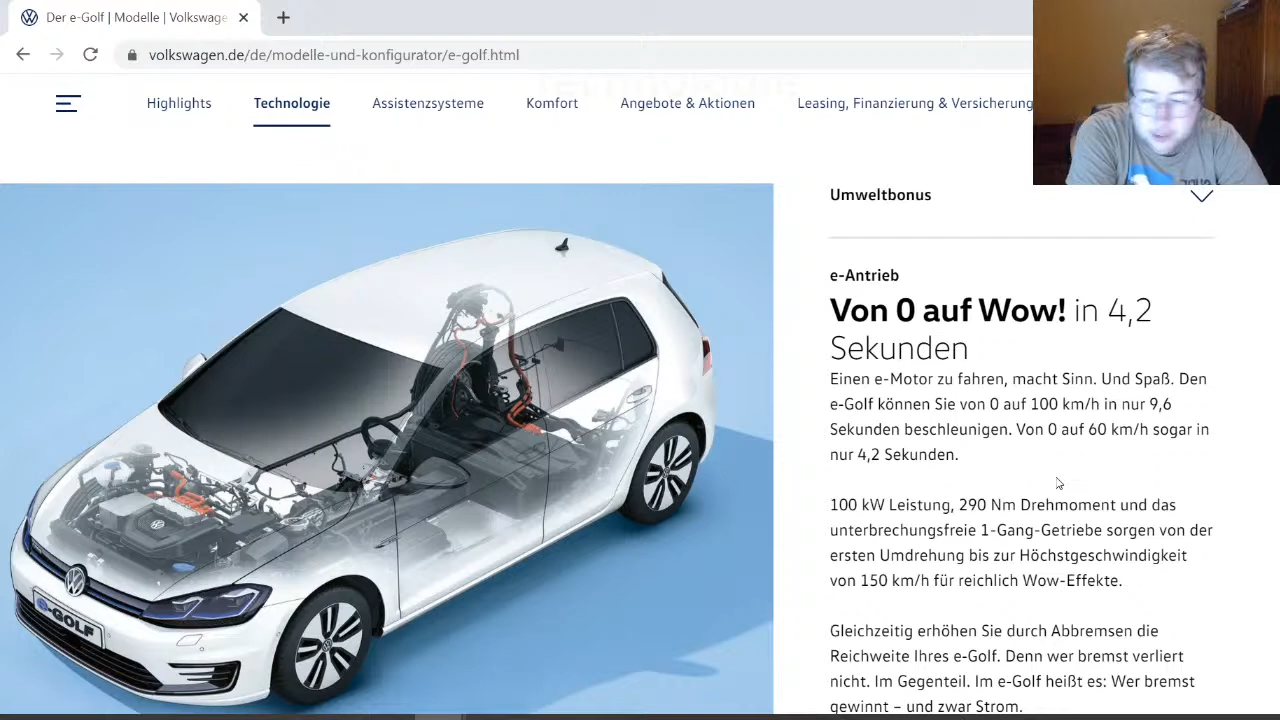 Der e-Golf | Modelle | Volkswage
volkswagen.de/de/modelle-und-konfigurator/e-golf.html
Highlights
Technologie
Assistenzsysteme
Komfort
Angebote & Aktionen
Leasing, Finanzierung & Versicherung
Umweltbonus
e-Antrieb
Von 0 auf Wow! in 4,2
Sekunden
Einen e-Motor zu fahren, macht Sinn. Und Spaß. Den
e-Golf können Sie von 0 auf 100 km/h in nur 9,6
Sekunden beschleunigen. Von 0 auf 60 km/h sogar in
nur 4,2 Sekunden.
100 kW Leistung, 290 Nm Drehmoment und das
unterbrechungsfreie 1-Gang-Getriebe sorgen von der
ersten Umdrehung bis zur Höchstgeschwindigkeit
von 150 km/h für reichlich Wow-Effekte.
Gleichzeitig erhöhen Sie durch Abbremsen die
Reichweite Ihres e-Golf. Denn wer bremst verliert
nicht. Im Gegenteil. Im e-Golf heißt es: Wer bremst
gewinnt – und zwar Strom.
e-GOLF